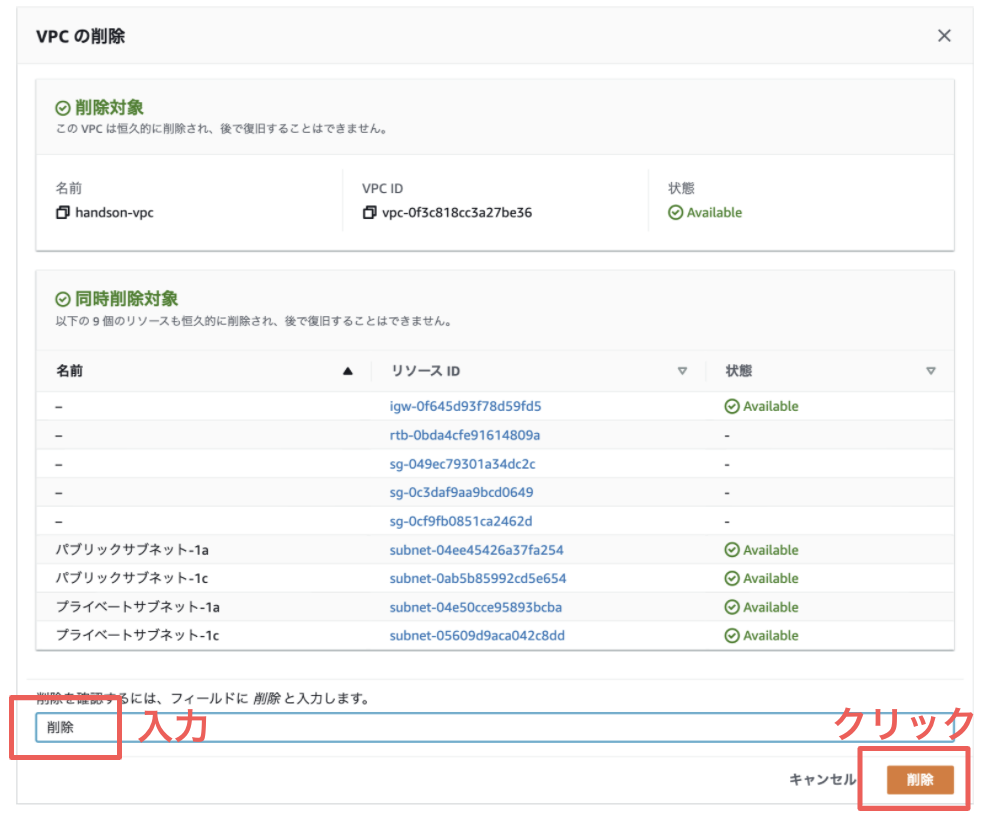 VPC の削除
削除対象
この VPC は恒久的に削除され、後で復旧することはできません。
名前
handson-vpc
VPC ID
vpc-0f3c818cc3a27be36
状態
Available
同時削除対象
以下の 9 個のリソースも恒久的に削除され、後で復旧することはできません。
名前 リソース ID 状態
– igw-0f645d93f78d59fd5 Available
– rtb-0bda4cfe91614809a -
– sg-049ec79301a34dc2c -
– sg-0c3daf9aa9bcd0649 -
– sg-0cf9fb0851ca2462d -
パブリックサブネット-1a subnet-04ee45426a37fa254 Available
パブリックサブネット-1c subnet-0ab5b85992cd5e654 Available
プライベートサブネット-1a subnet-04e50cce95893bcba Available
プライベートサブネット-1c subnet-05609d9aca042c8dd Available
削除を確認するには、フィールドに 削除 と入力します。
削除
入力
クリック
キャンセル
削除